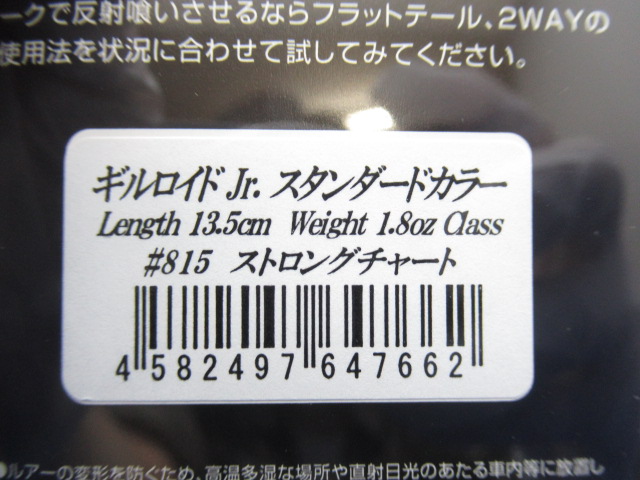 ークで反射喰いさせるならフラットテール、2WAYの
使用法を状況に合わせて試してみてください。
ギルロイド Jr. スタンダードカラー
Length 13.5cm Weight 1.8oz Class
#815 ストロングチャート
4 582497 647662
●ルアーの変形を防ぐため、高温多湿な場所や直射日光のあたる車内等に放置し